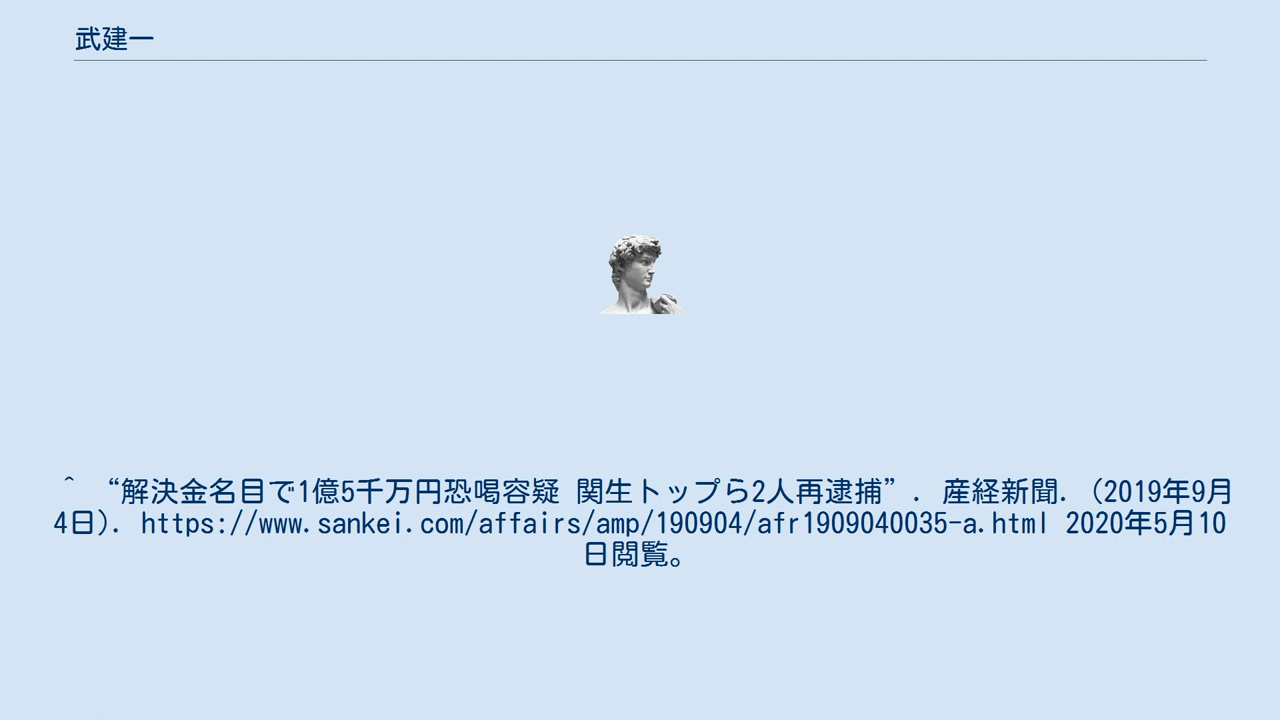 武建一
^ “解決金名目で1億5千万円恐喝容疑 関生トップら2人再逮捕”. 産経新聞. (2019年9月
4日). https://www.sankei.com/affairs/amp/190904/afr1909040035-a.html 2020年5月10
日閲覧。